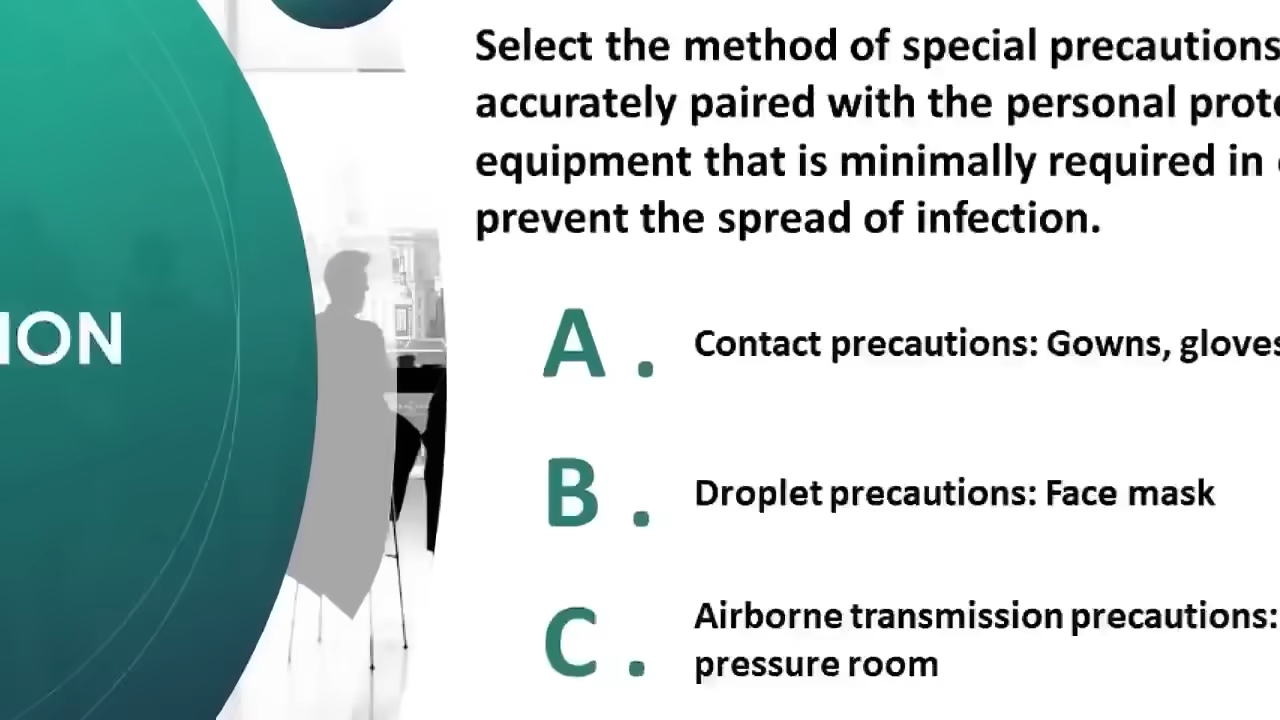 Select the method of special precautions
accurately paired with the personal
equipment that is minimally required in
prevent the spread of infection.
ION
A . Contact precautions: Gowns, gloves
B . Droplet precautions: Face mask
C . Airborne transmission precautions:
pressure room